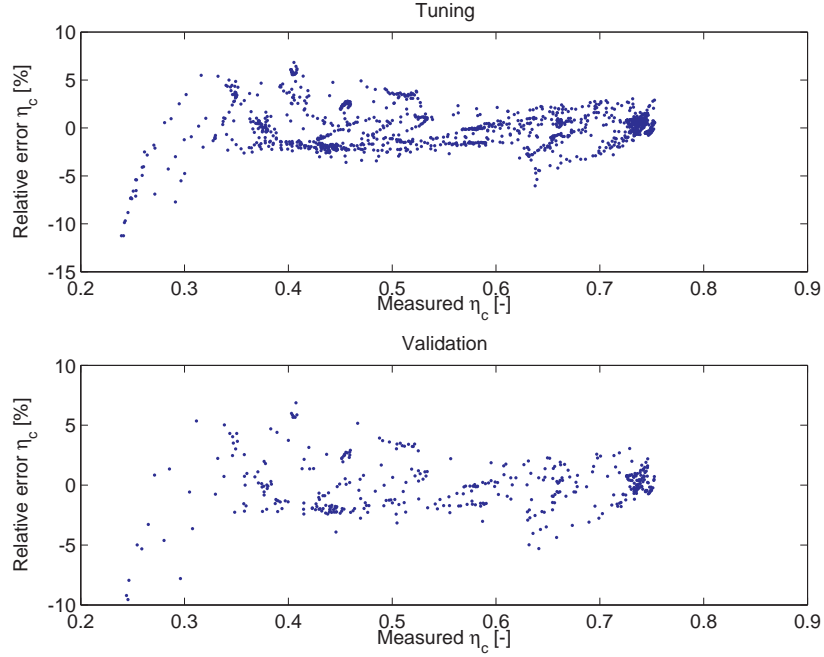 Tuning
10
5
0
-5
-10
-15
Relative error η_c [%]
0.2 0.3 0.4 0.5 0.6 0.7 0.8 0.9
Measured η_c [-]
Validation
10
5
0
-5
-10
Relative error η_c [%]
0.2 0.3 0.4 0.5 0.6 0.7 0.8 0.9
Measured η_c [-]